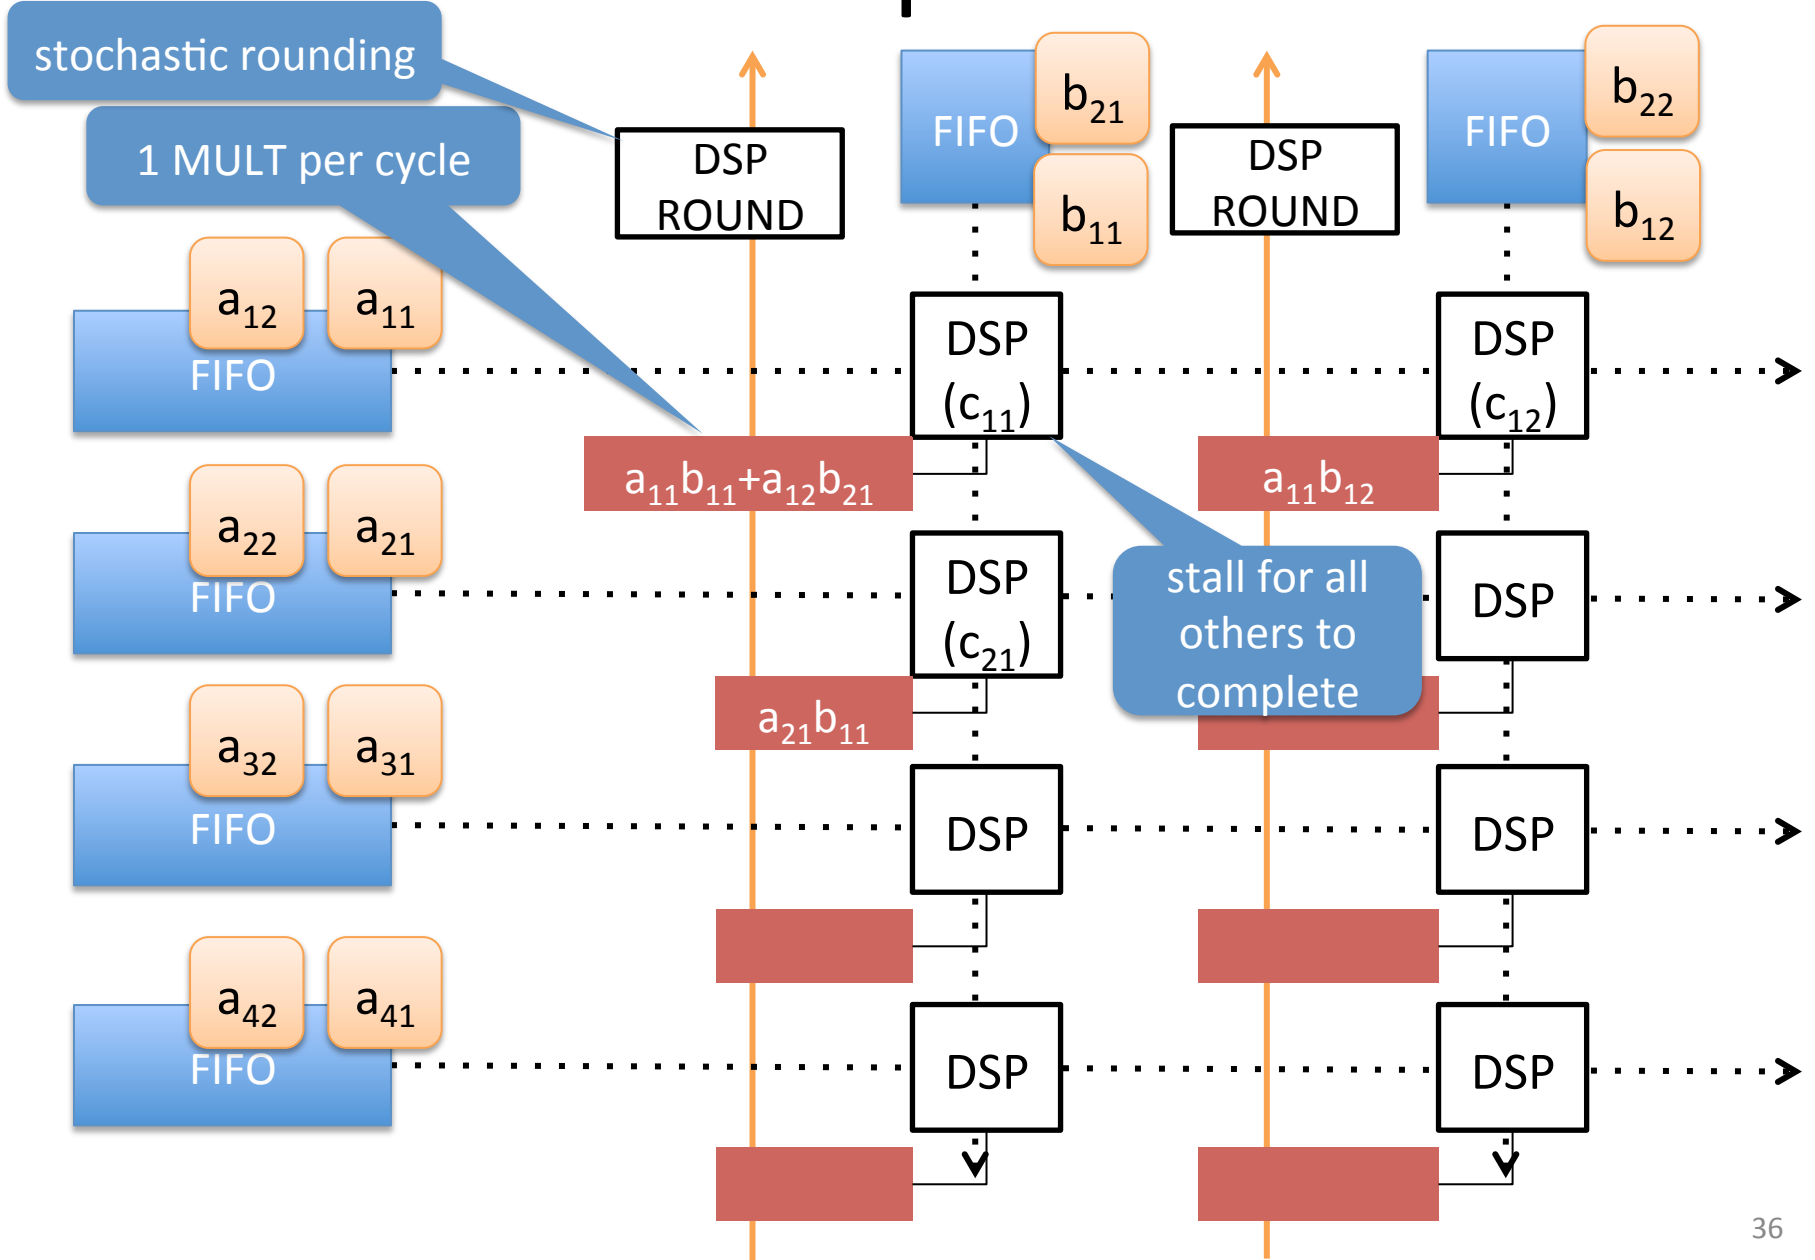 stochastic rounding
1 MULT per cycle
DSP
ROUND
FIFO
b21
b11
DSP
ROUND
FIFO
b22
b12
a12
a11
FIFO
DSP
(c11)
DSP
(c12)
a11b11+a12b21
a11b12
a22
a21
FIFO
DSP
(c21)
stall for all
others to
complete
DSP
a21b11
a32
a31
FIFO
DSP
DSP
a42
a41
FIFO
DSP
DSP
36